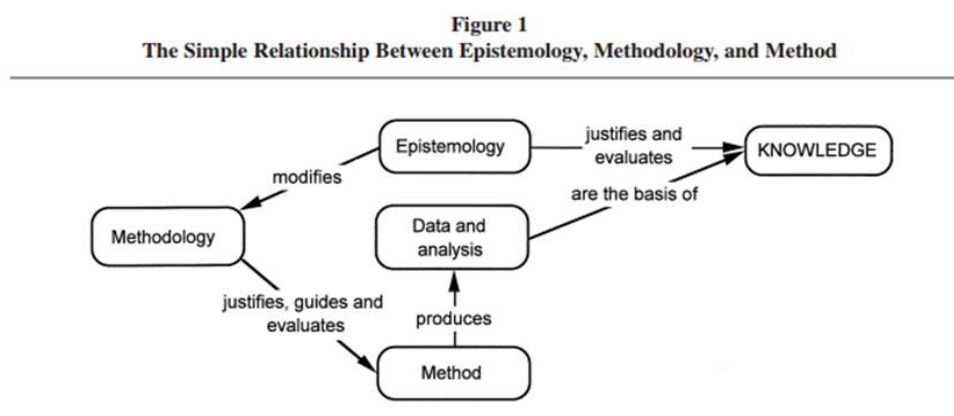 Figure 1
The Simple Relationship Between Epistemology, Methodology, and Method
Epistemology
justifies and
evaluates
KNOWLEDGE
modifies
are the basis of
Methodology
Data and
analysis
justifies, guides and
evaluates
produces
Method